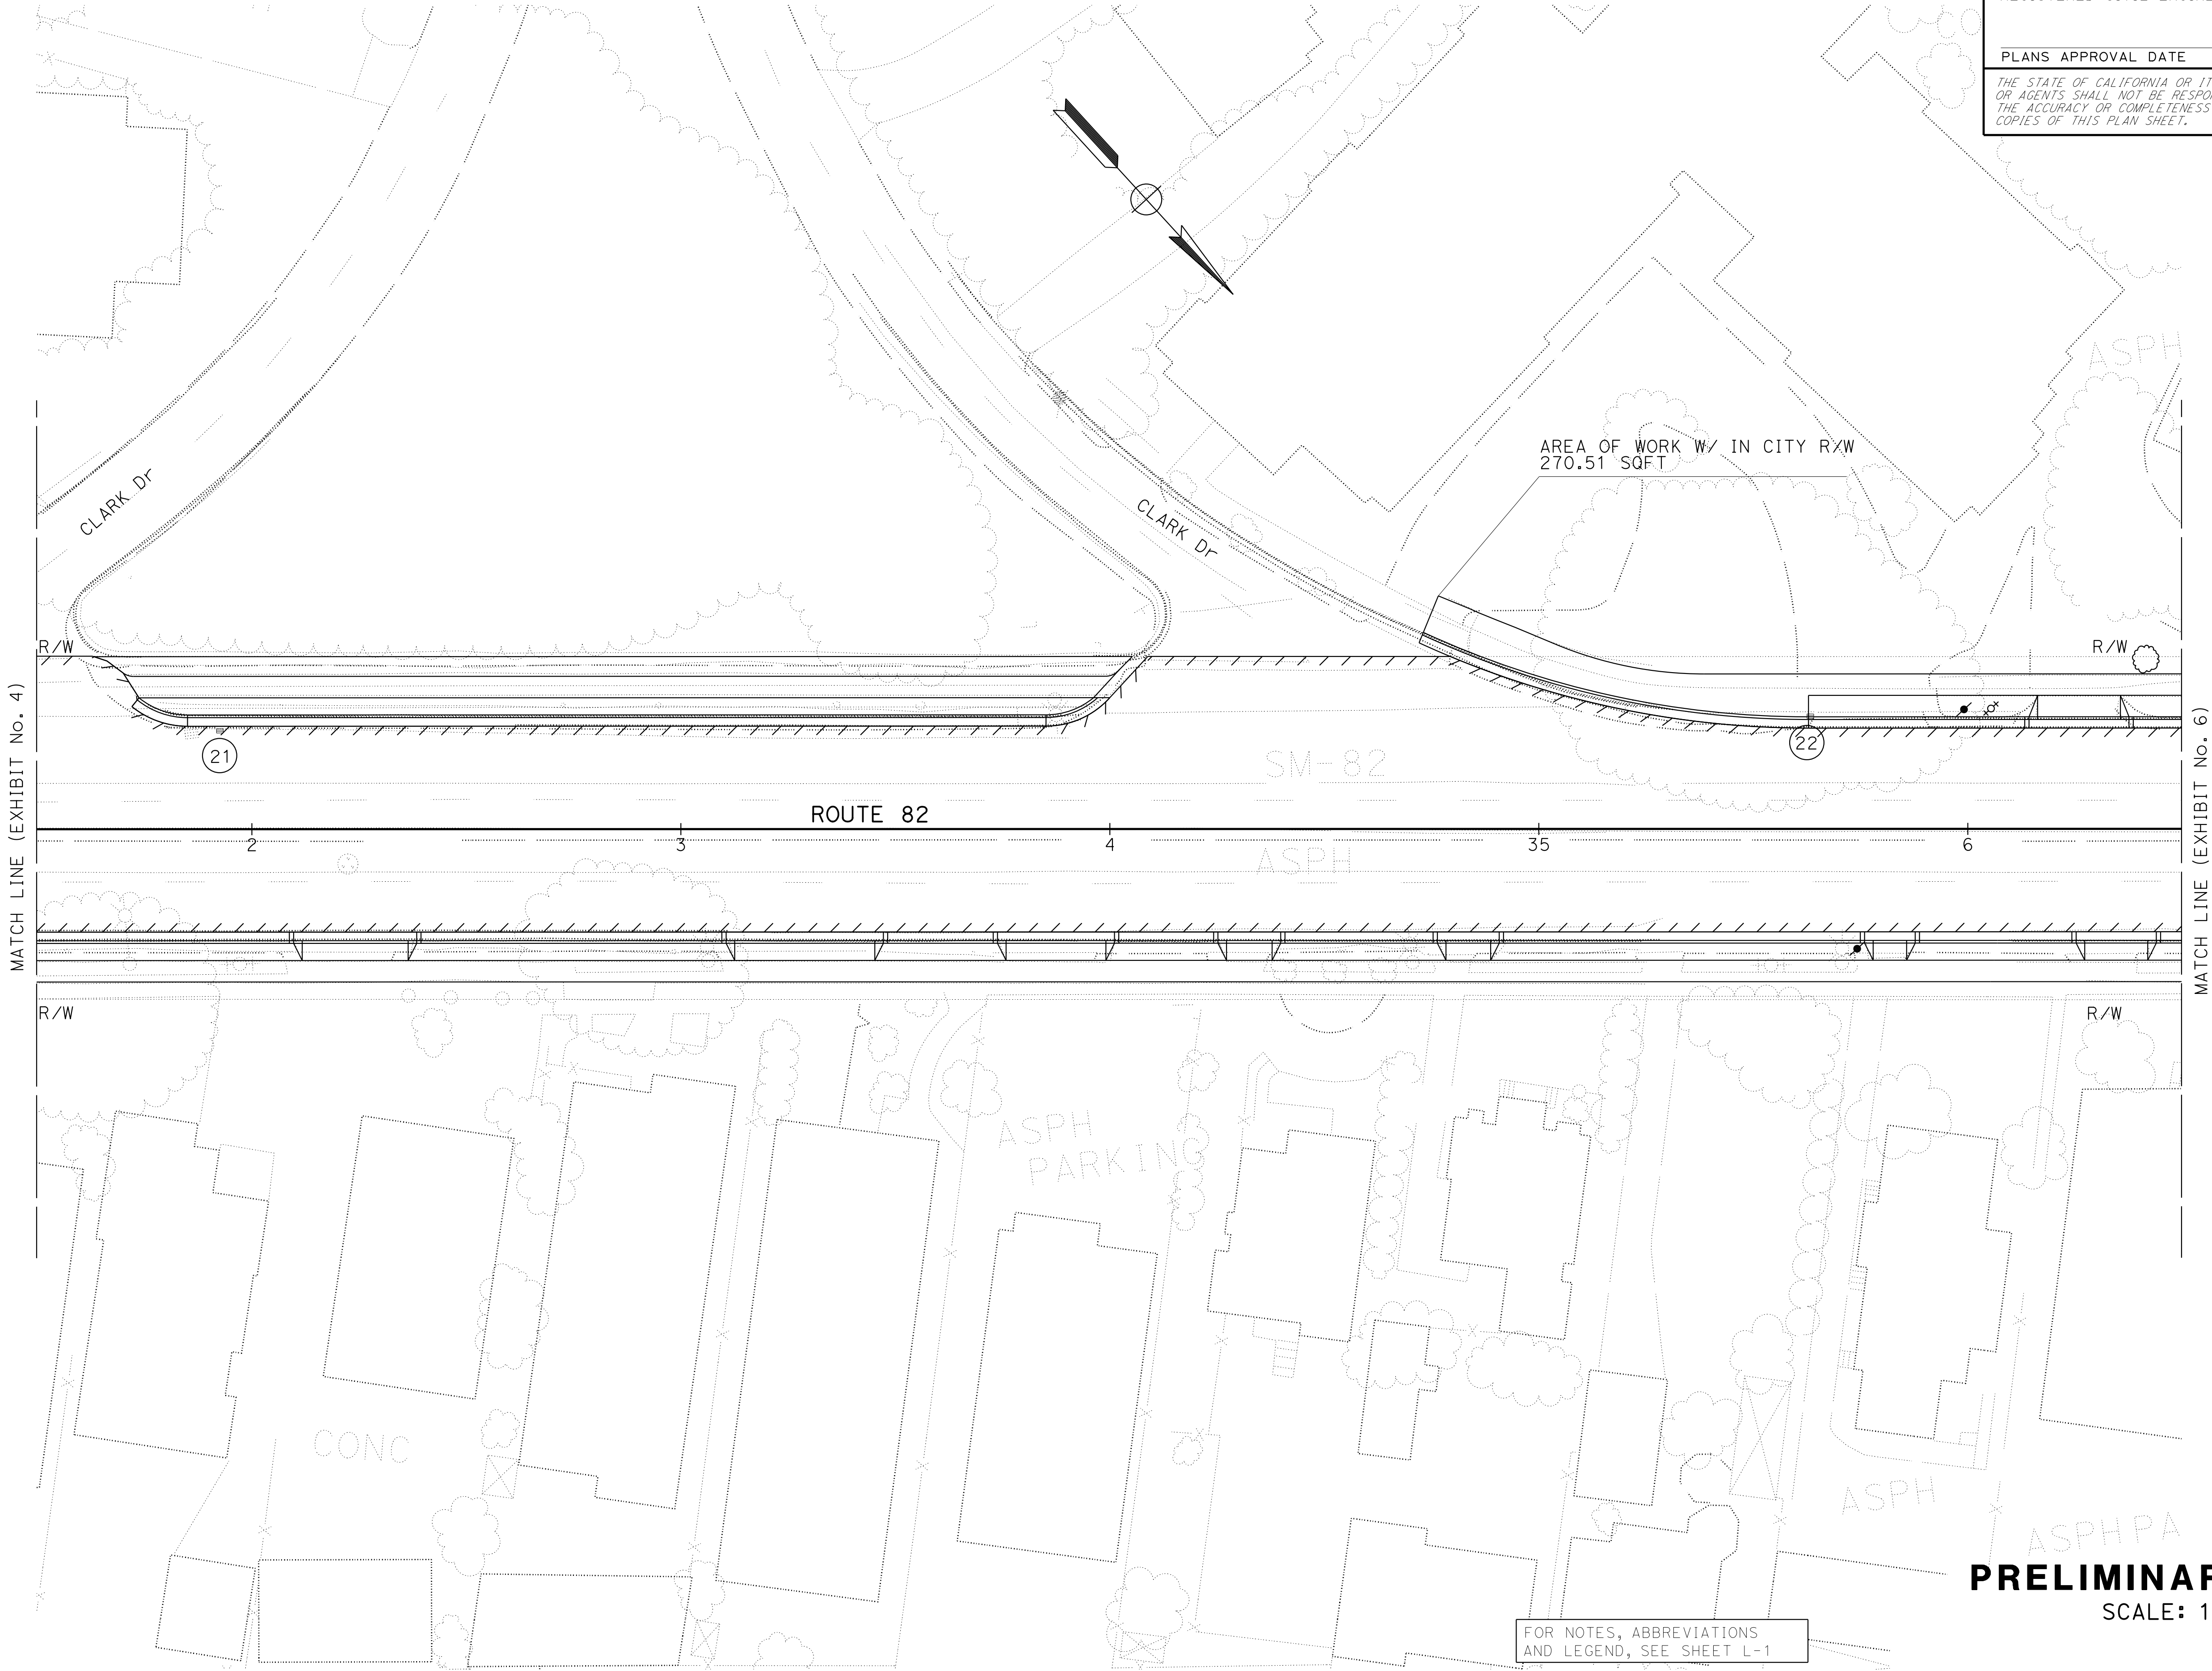 PLANS APPROVAL DATE
THE STATE OF CALIFORNIA OR
OR AGENTS SHALL NOT BE
THE ACCURACY OR COMPLETENESS
COPIES OF THIS PLAN SHEET.
CO
ASPH
AREA OF WORK W/ IN CITY R/W
270.51 SQFT
CLARK Dr
CLARK Dr
R/W
R/W
MATCH LINE (EXHIBIT No. 4)
MATCH LINE (EXHIBIT No. 6)
21
22
SM-82
ROUTE 82
2
3
4
35
6
ASPH
R/W
R/W
ASPH
PARKING
CONC
ASPH
ASPH PA
SCALE: 1
FOR NOTES, ABBREVIATIONS
AND LEGEND, SEE SHEET L-1